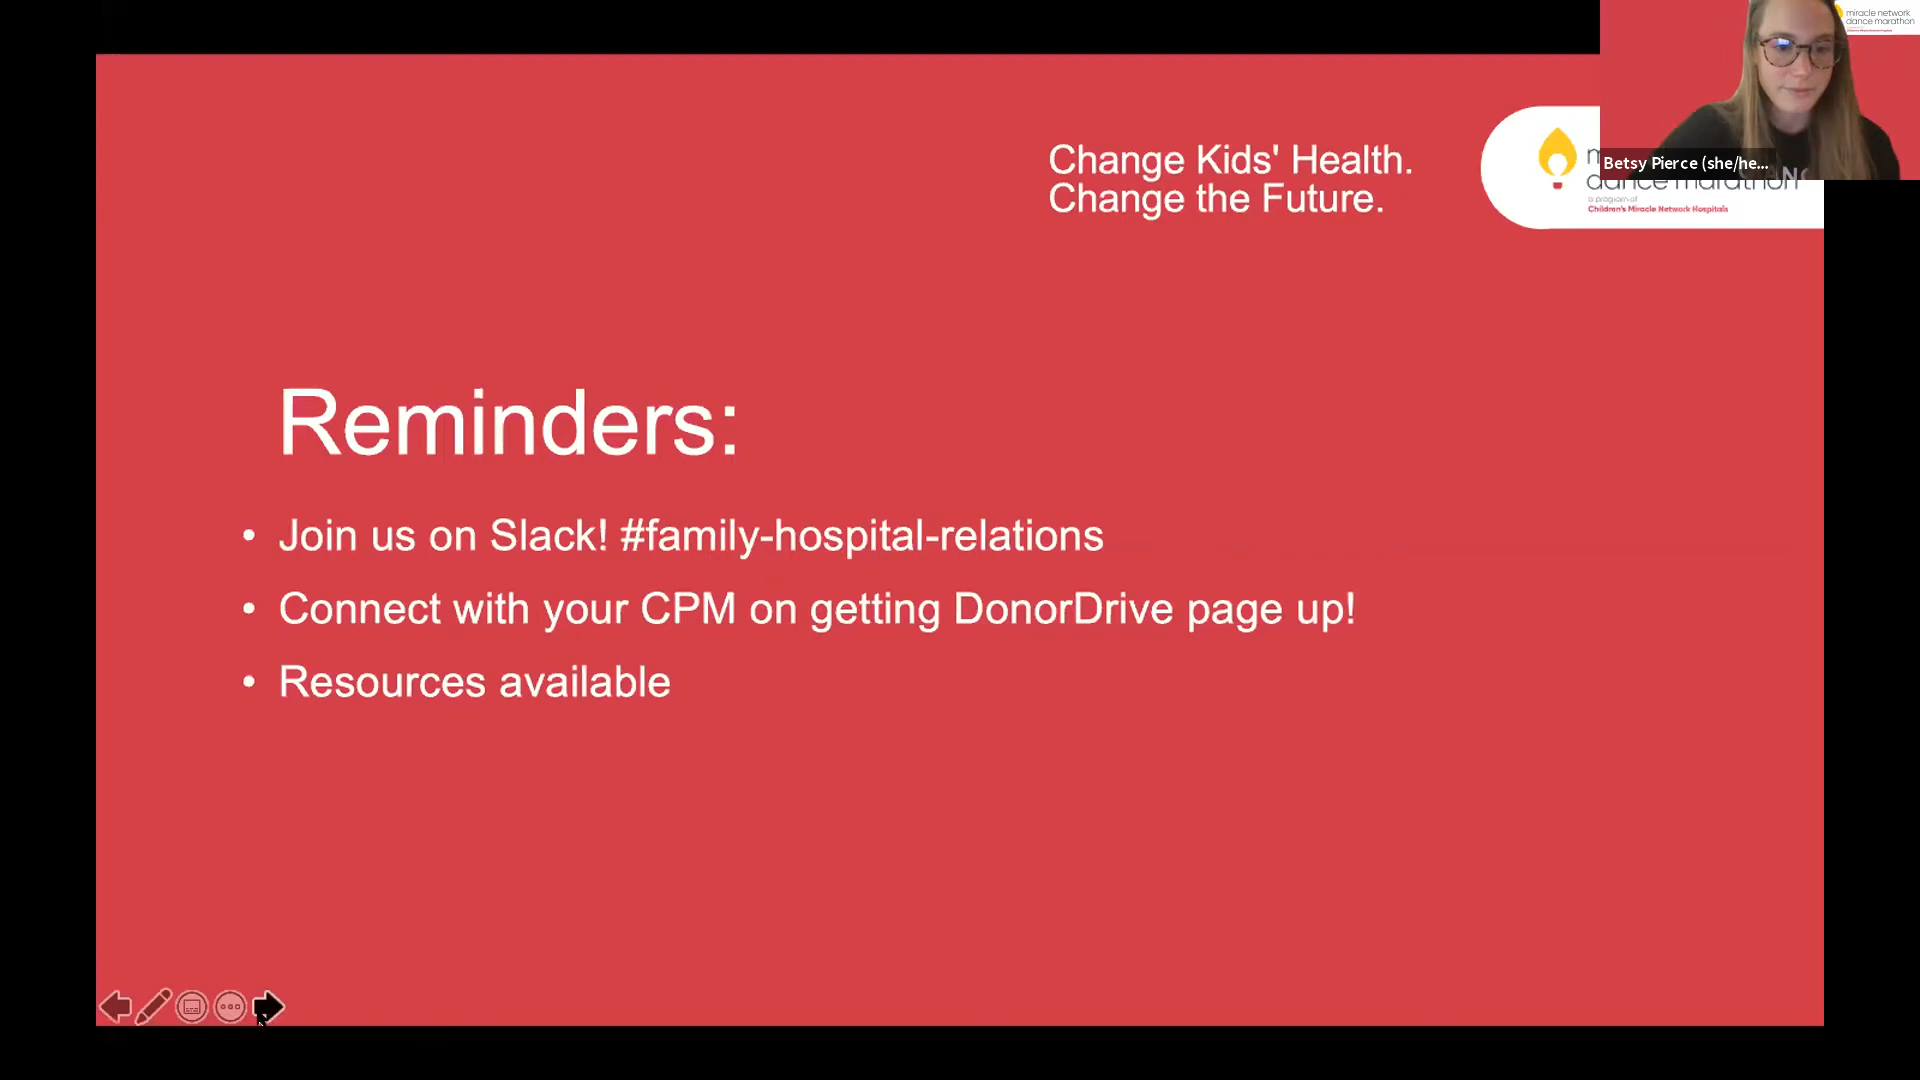 miracle network
dance marathon
Change Kids' Health.
Change the Future.
Betsy Pierce (she/he...
dance marathon
a program of
Children's Miracle Network Hospitals
Reminders:
• Join us on Slack! #family-hospital-relations
• Connect with your CPM on getting DonorDrive page up!
• Resources available